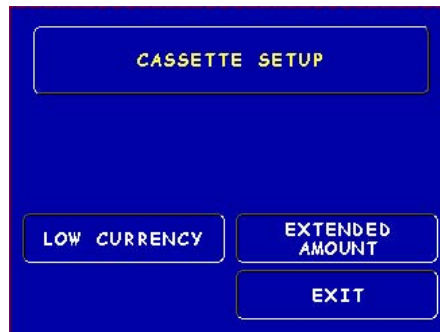 CASSETTE SETUP
LOW CURRENCY
EXTENDED
AMOUNT
EXIT